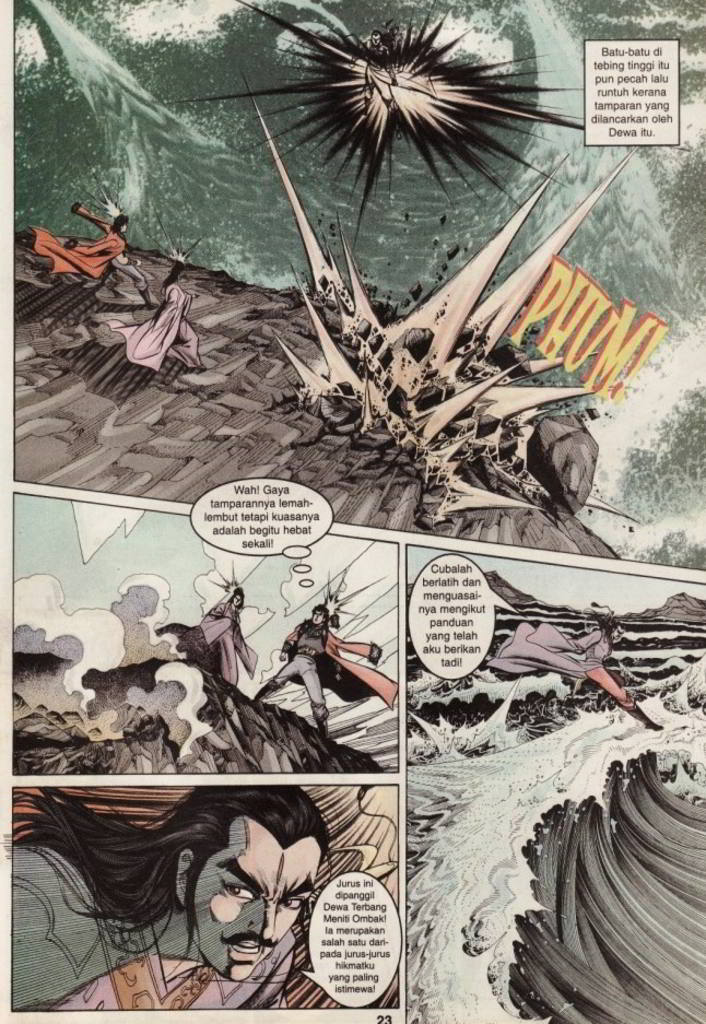 Batu-batu di
tebing tinggi itu
pun pecah lalu
runtuh kerana
tamparan yang
dilancarkan oleh
Dewa itu.
PHOM!
Wah! Gaya
tamparannya lemah-
lembut tetapi kuasanya
adalah begitu hebat
sekali!
Cubalah
berlatih dan
menguasai-
nya mengikut
panduan
yang telah
aku berikan
tadi!
Jurus ini
dipanggil
Dewa Terbang
Meniti Ombak!
Ia merupakan
salah satu dari-
pada jurus-jurus
hikmatku
yang paling
istimewa!
23